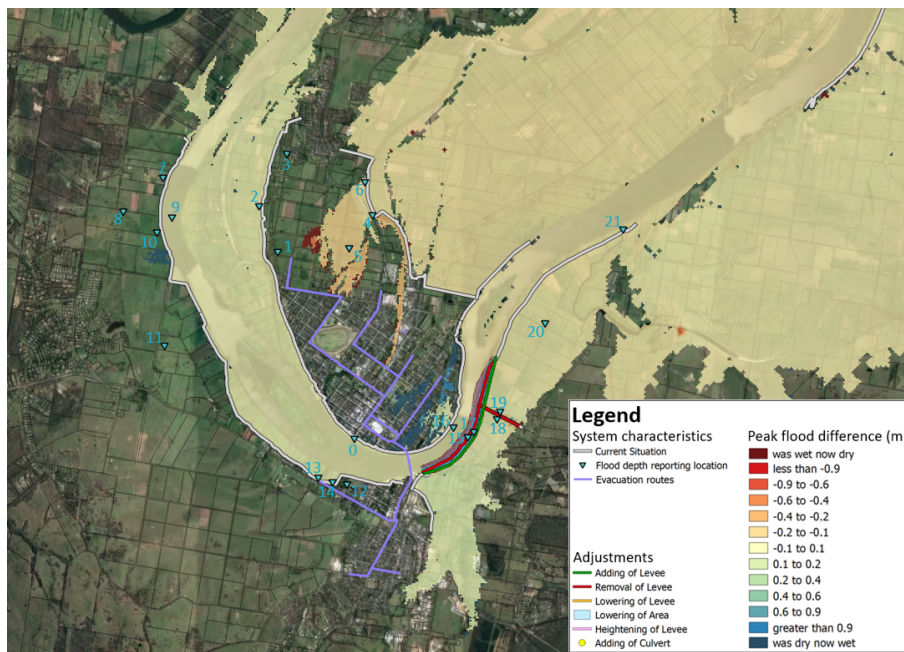 3
7
6
2
8
9
4
21
10
1
5
20
11
19
16
17
18
15
0
13
14
12
Legend
System characteristics
Current Situation
Flood depth reporting location
Evacuation routes
Adjustments
Adding of Levee
Removal of Levee
Lowering of Levee
Lowering of Area
Heightening of Levee
Adding of Culvert
Peak flood difference (m
was wet now dry
less than -0.9
-0.9 to -0.6
-0.6 to -0.4
-0.4 to -0.2
-0.2 to -0.1
-0.1 to 0.1
0.1 to 0.2
0.2 to 0.4
0.4 to 0.6
0.6 to 0.9
greater than 0.9
was dry now wet